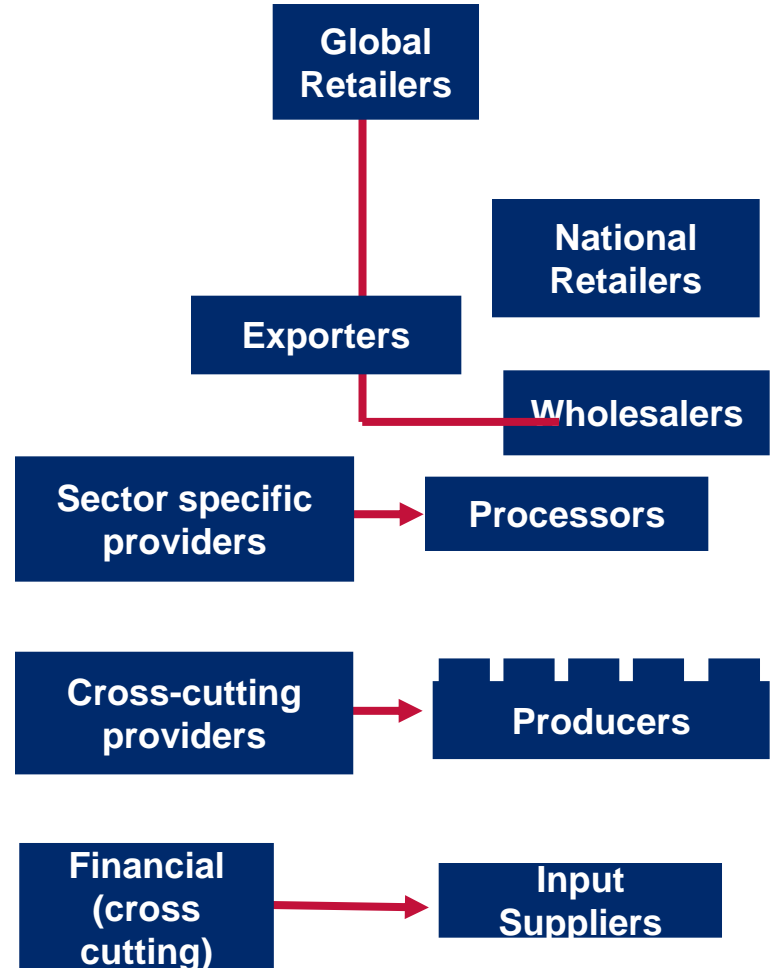 Global
Retailers
National
Retailers
Exporters
Wholesalers
Sector specific
providers
Processors
Cross-cutting
providers
Producers
Financial
(cross
cutting)
Input
Suppliers